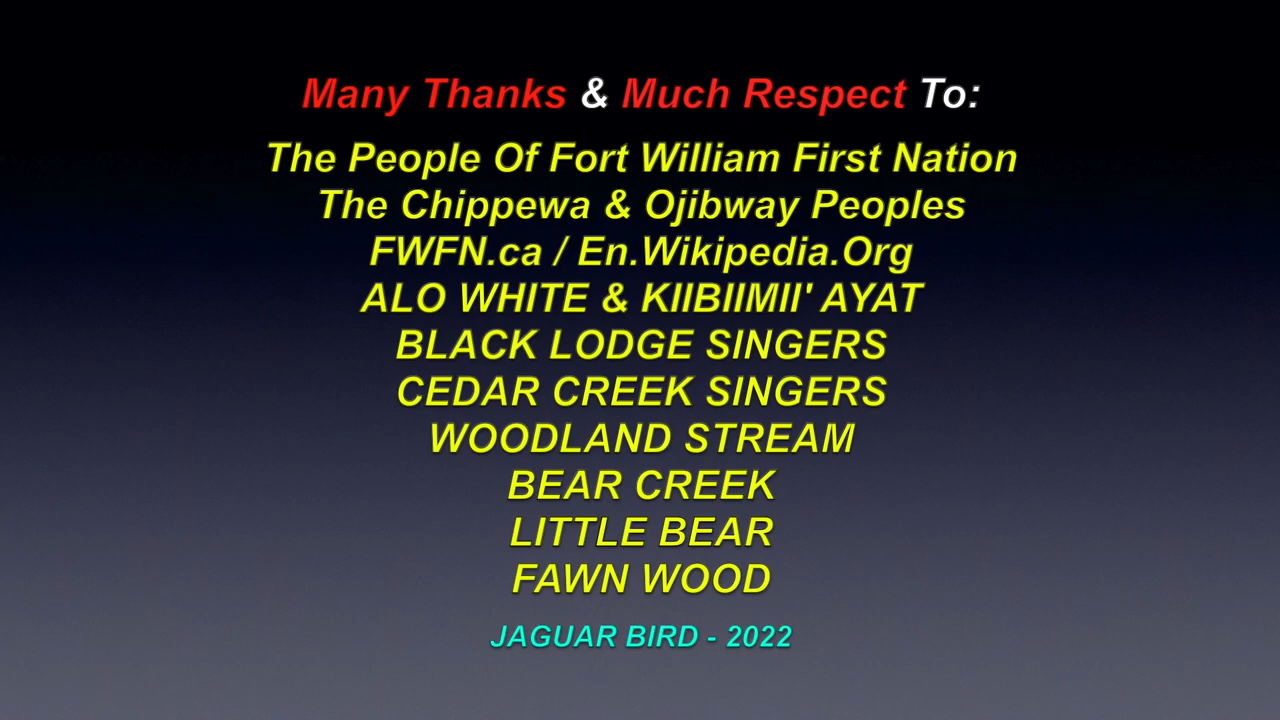 Many Thanks & Much Respect To:
The People Of Fort William First Nation
The Chippewa & Ojibway Peoples
FWFN.ca / En.Wikipedia.Org
ALO WHITE & KIIBIIMII' AYAT
BLACK LODGE SINGERS
CEDAR CREEK SINGERS
WOODLAND STREAM
BEAR CREEK
LITTLE BEAR
FAWN WOOD
JAGUAR BIRD - 2022